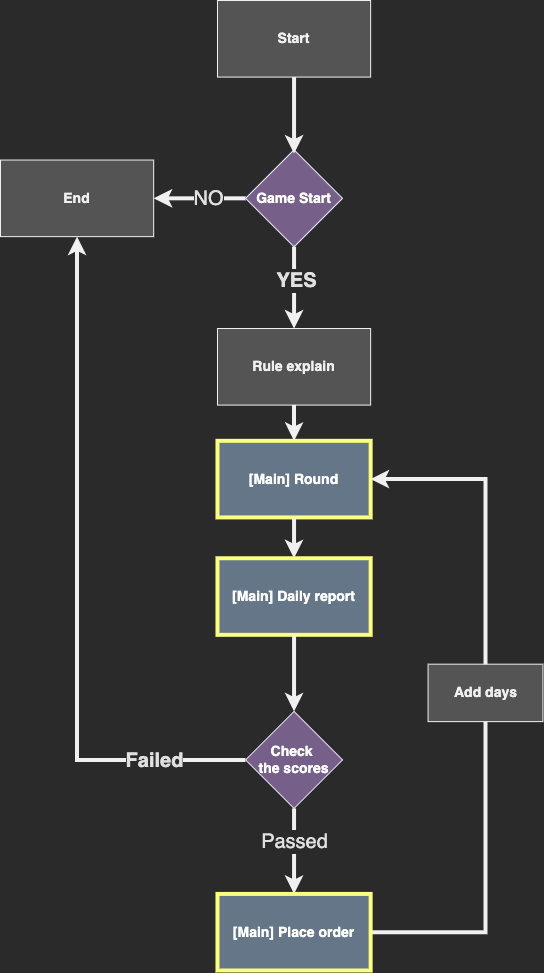 Start
End
NO
Game Start
YES
Rule explain
[Main] Round
[Main] Daily report
Add days
Failed
Check
the scores
Passed
[Main] Place order